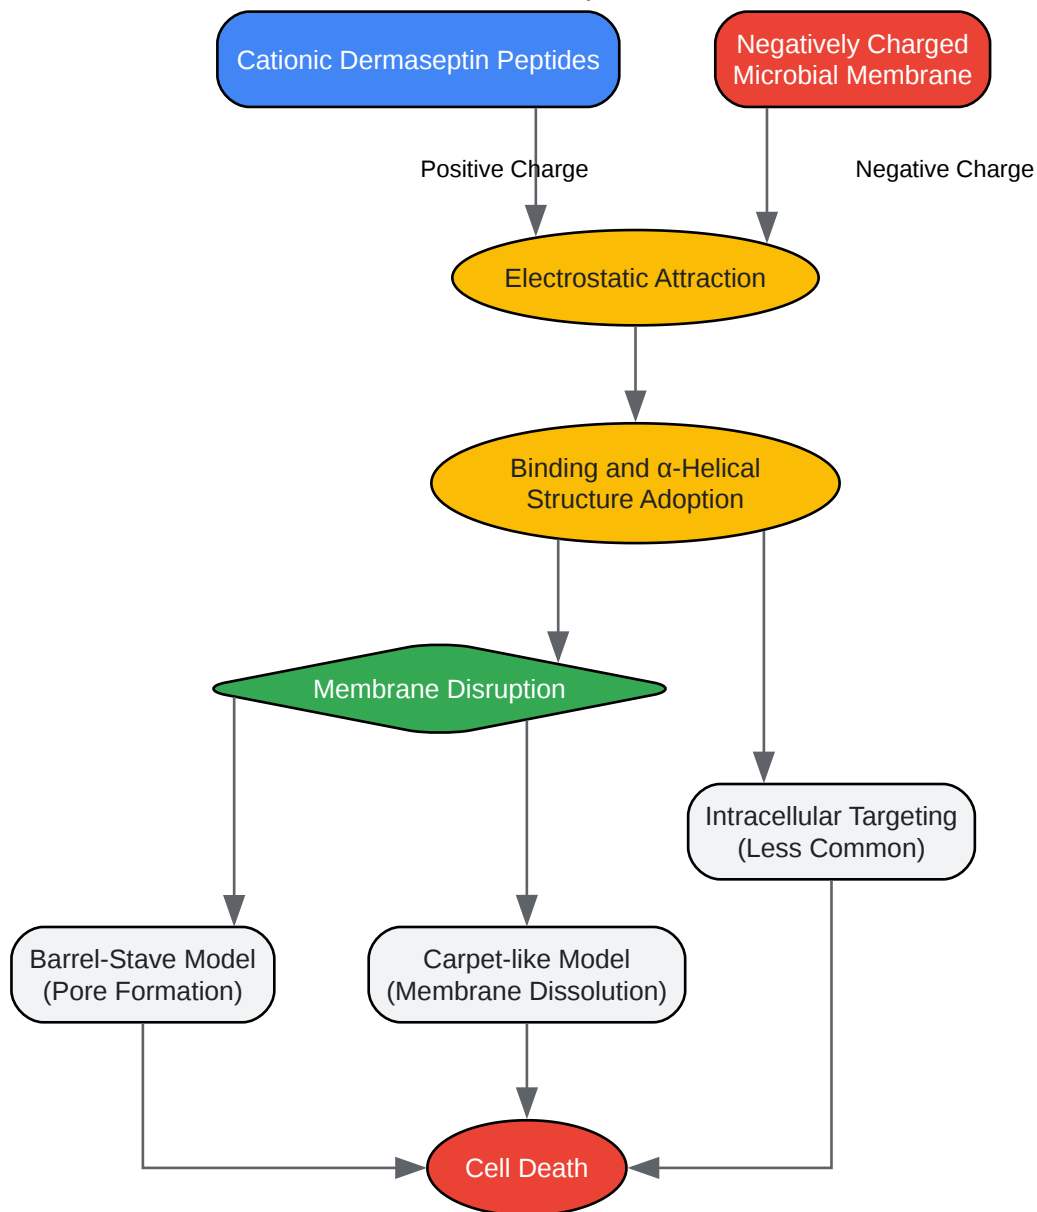 Cationic Dermaseptin Peptides
Negatively Charged
Microbial Membrane
Positive Charge
Negative Charge
Electrostatic Attraction
Binding and α-Helical
Structure Adoption
Membrane Disruption
Intracellular Targeting
(Less Common)
Barrel-Stave Model
(Pore Formation)
Carpet-like Model
(Membrane Dissolution)
Cell Death